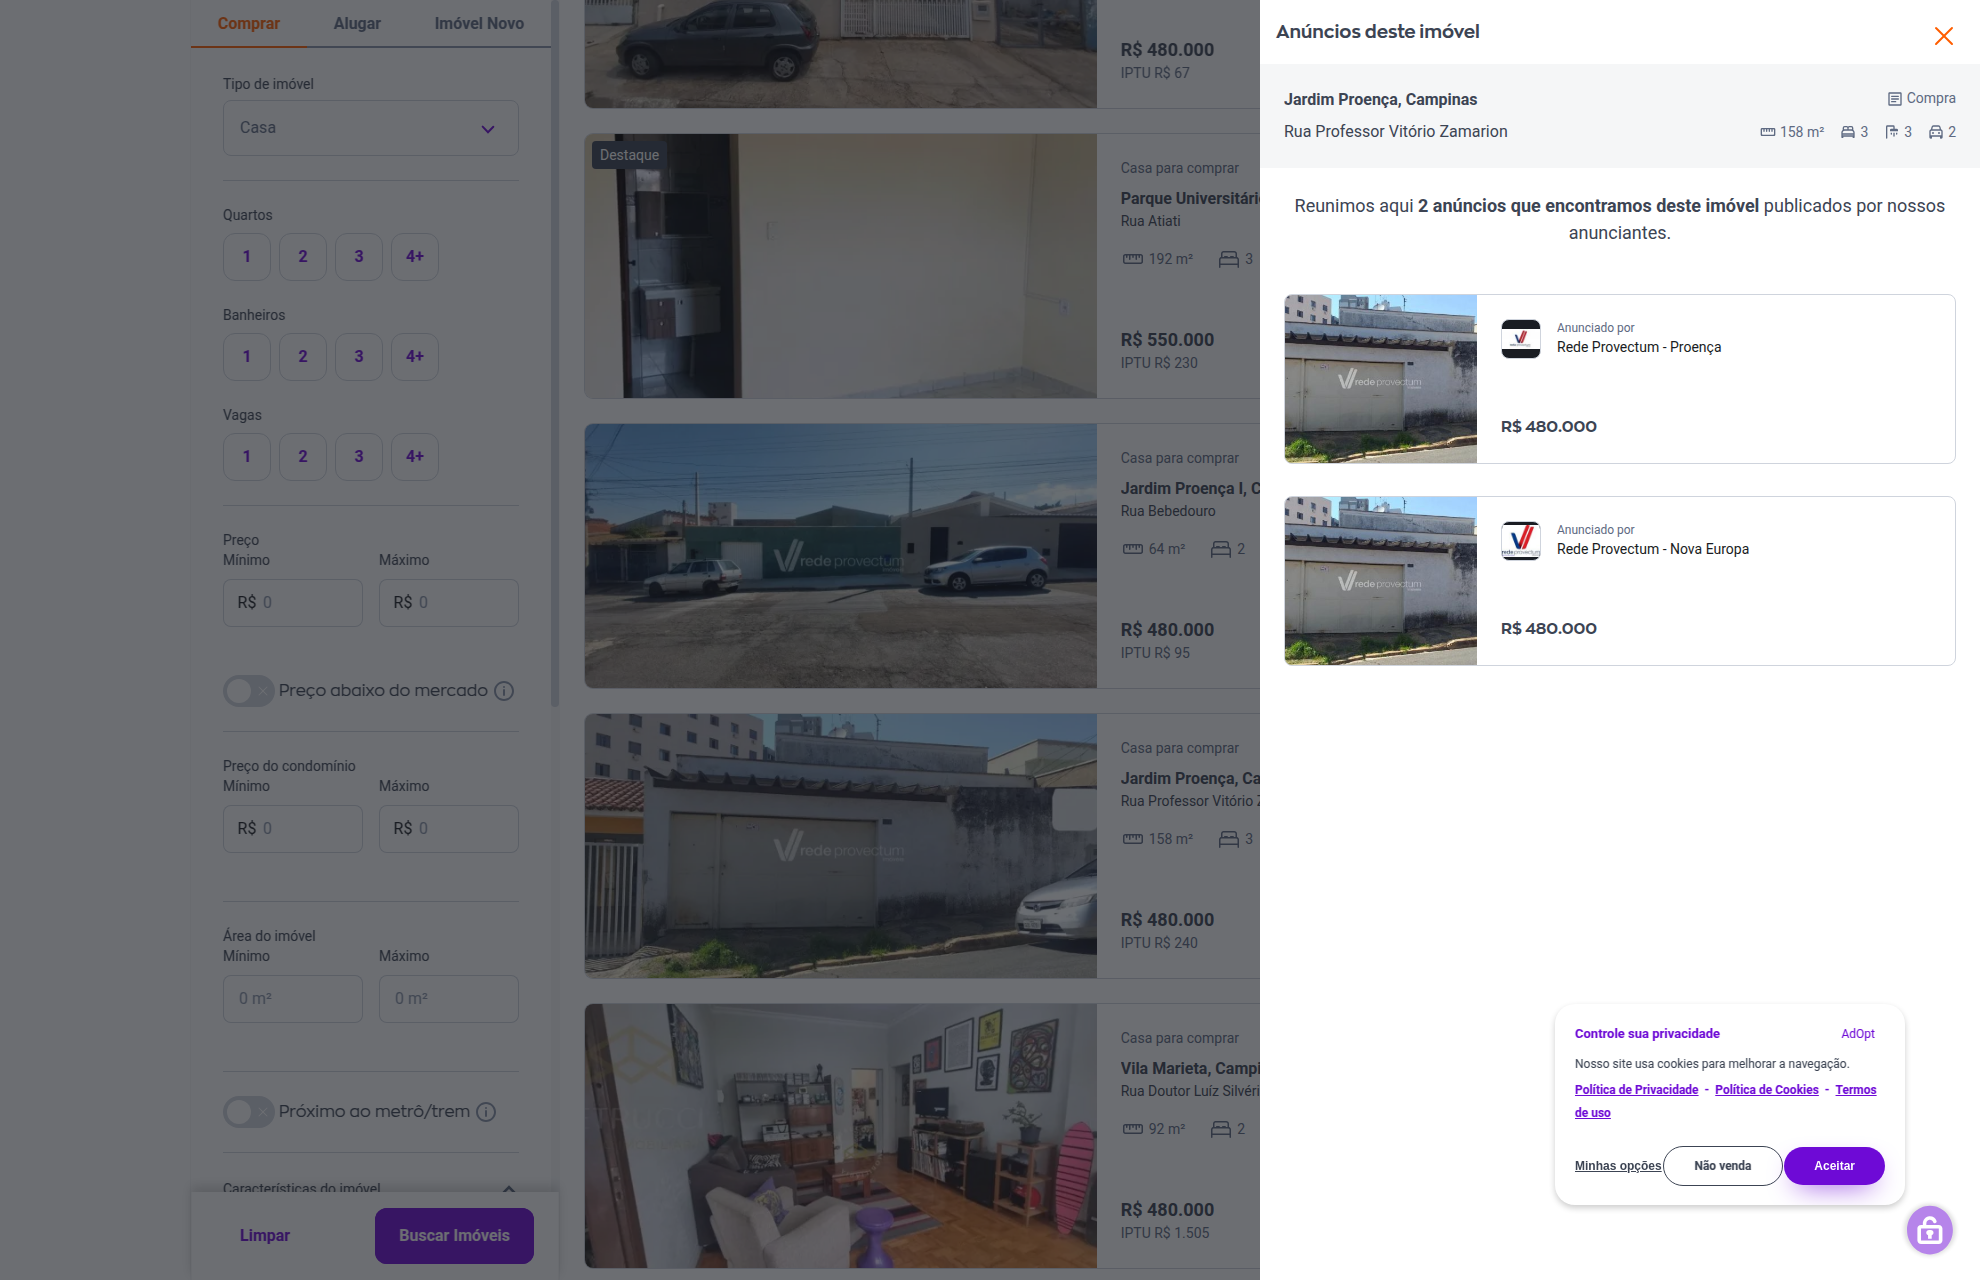 Comprar
Alugar
Imóvel Novo
Tipo de imóvel
Casa
Quartos
1
2
3
4+
Banheiros
1
2
3
4+
Vagas
1
2
3
4+
Preço
Mínimo
Máximo
R$ 0
R$ 0
Preço abaixo do mercado
Preço do condomínio
Mínimo
Máximo
R$ 0
R$ 0
Área do imóvel
Mínimo
Máximo
0 m²
0 m²
Próximo ao metrô/trem
Características do imóvel
Limpar
Buscar Imóveis
R$ 480.000
IPTU R$ 67
Destaque
Casa para comprar
Parque Universitári
Rua Atiati
192 m²
3
R$ 550.000
IPTU R$ 230
rede provectum
Casa para comprar
Jardim Proença I, C
Rua Bebedouro
64 m²
2
R$ 480.000
IPTU R$ 95
rede provectum
Casa para comprar
Jardim Proença, Ca
Rua Professor Vitório Z
158 m²
3
R$ 480.000
IPTU R$ 240
Casa para comprar
Vila Marieta, Campi
Rua Doutor Luíz Silvéri
92 m²
2
R$ 480.000
IPTU R$ 1.505
Anúncios deste imóvel
Jardim Proença, Campinas
Compra
Rua Professor Vitório Zamarion
158 m²
3
3
2
Reunimos aqui 2 anúncios que encontramos deste imóvel publicados por nossos
anunciantes.
rede provectum
Anunciado por
Rede Provectum - Proença
R$ 480.000
rede provectum
Anunciado por
Rede Provectum - Nova Europa
R$ 480.000
Controle sua privacidade
AdOpt
Nosso site usa cookies para melhorar a navegação.
Política de Privacidade - Política de Cookies - Termos
de uso
Minhas opções
Não venda
Aceitar